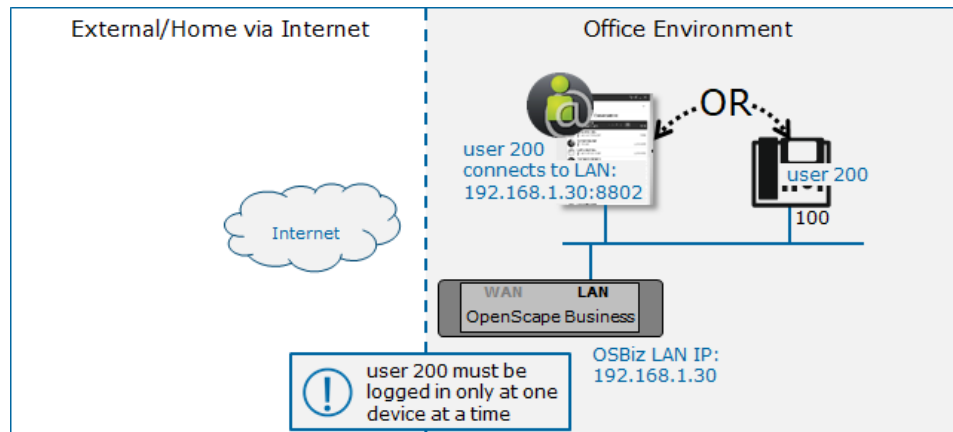 External/Home via Internet
Office Environment
OR
@
user 200
connects to LAN:
192.168.1.30:8802
user 200
100
Internet
WAN LAN
OpenScape Business
OSBiz LAN IP:
192.168.1.30
!
user 200 must be
logged in only at one
device at a time